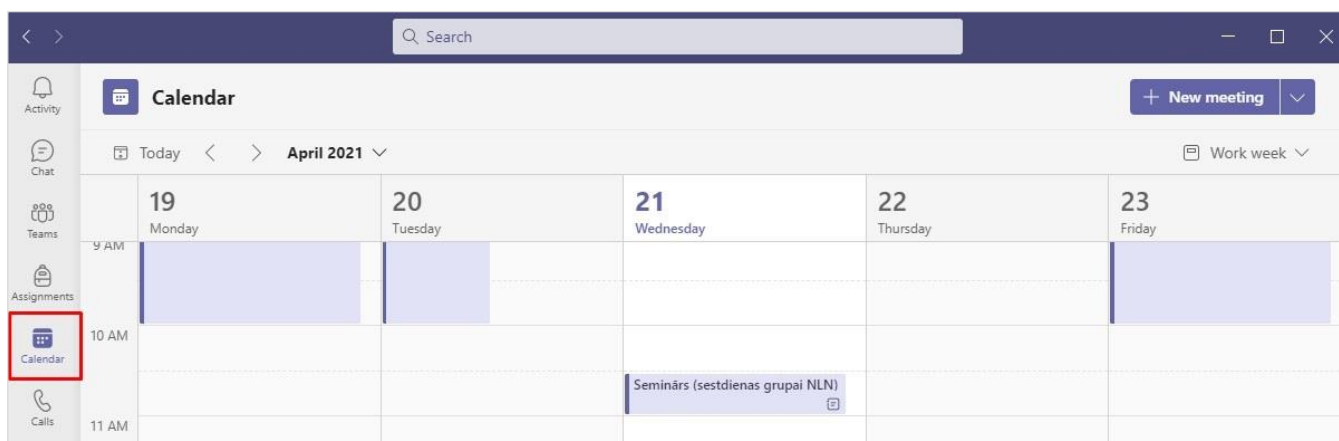 Search
Activity
Calendar
+ New meeting
Chat
Today
April 2021
Work week
Teams
19
Monday
20
Tuesday
21
Wednesday
22
Thursday
23
Friday
9 AM
Assignments
10 AM
Calendar
Seminārs (sestdienas grupai NLN)
Calls
11 AM